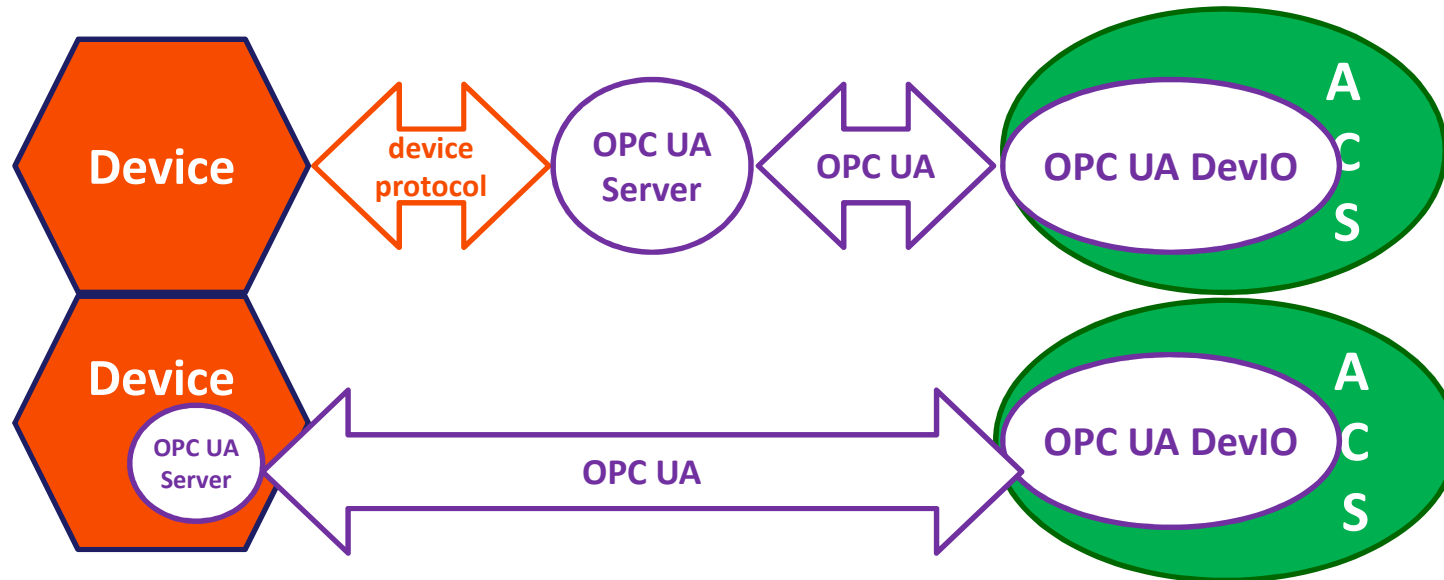 Device
device
protocol
OPC UA
Server
OPC UA
OPC UA DevIO
A
C
S
Device
OPC UA
Server
OPC UA
OPC UA DevIO
A
C
S